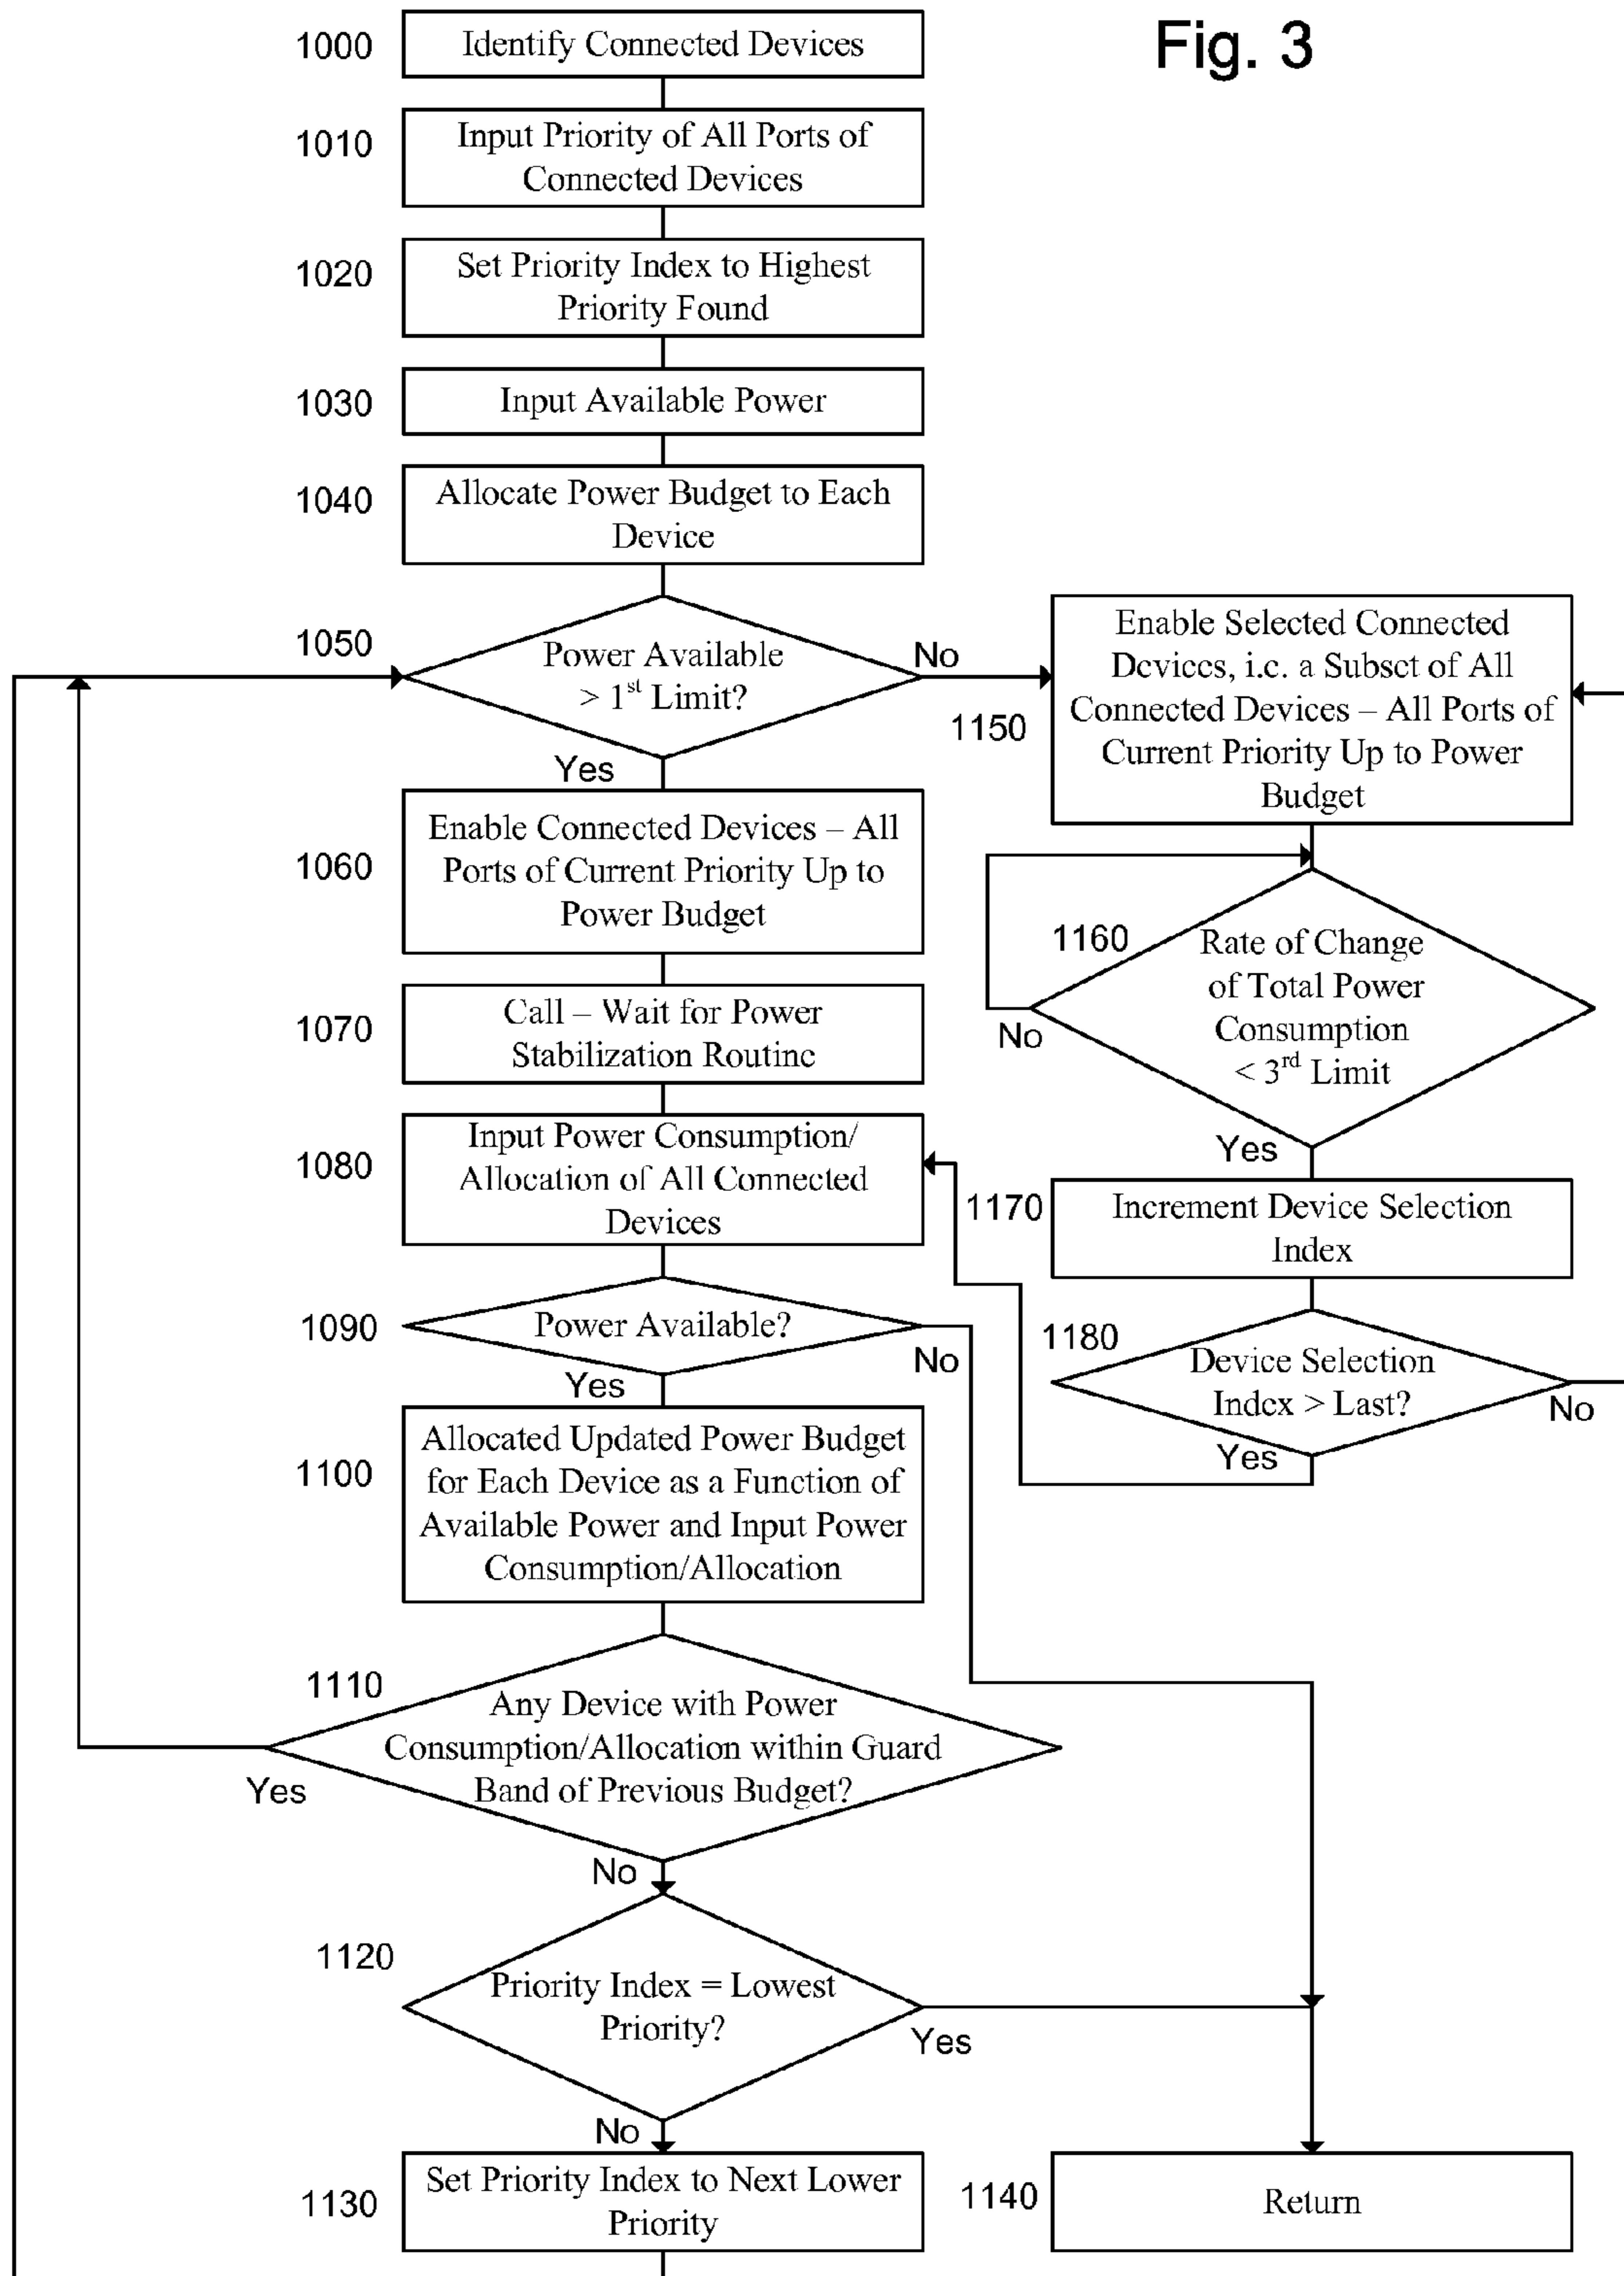 Fig. 3
1000
Identify Connected Devices
1010
Input Priority of All Ports of
Connected Devices
1020
Set Priority Index to Highest
Priority Found
1030
Input Available Power
1040
Allocate Power Budget to Each
Device
1050
Power Available
> 1st Limit?
No
Yes
1150
Enable Selected Connected
Devices, i.e. a Subset of All
Connected Devices – All Ports of
Current Priority Up to Power
Budget
1060
Enable Connected Devices – All
Ports of Current Priority Up to
Power Budget
1160
Rate of Change
of Total Power
Consumption
< 3rd Limit
No
Yes
1070
Call – Wait for Power
Stabilization Routine
1080
Input Power Consumption/
Allocation of All Connected
Devices
1170
Increment Device Selection
Index
1090
Power Available?
No
Yes
1180
Device Selection
Index > Last?
No
Yes
1100
Allocated Updated Power Budget
for Each Device as a Function of
Available Power and Input Power
Consumption/Allocation
1110
Any Device with Power
Consumption/Allocation within Guard
Band of Previous Budget?
Yes
No
1120
Priority Index = Lowest
Priority?
Yes
No
1130
Set Priority Index to Next Lower
Priority
1140
Return